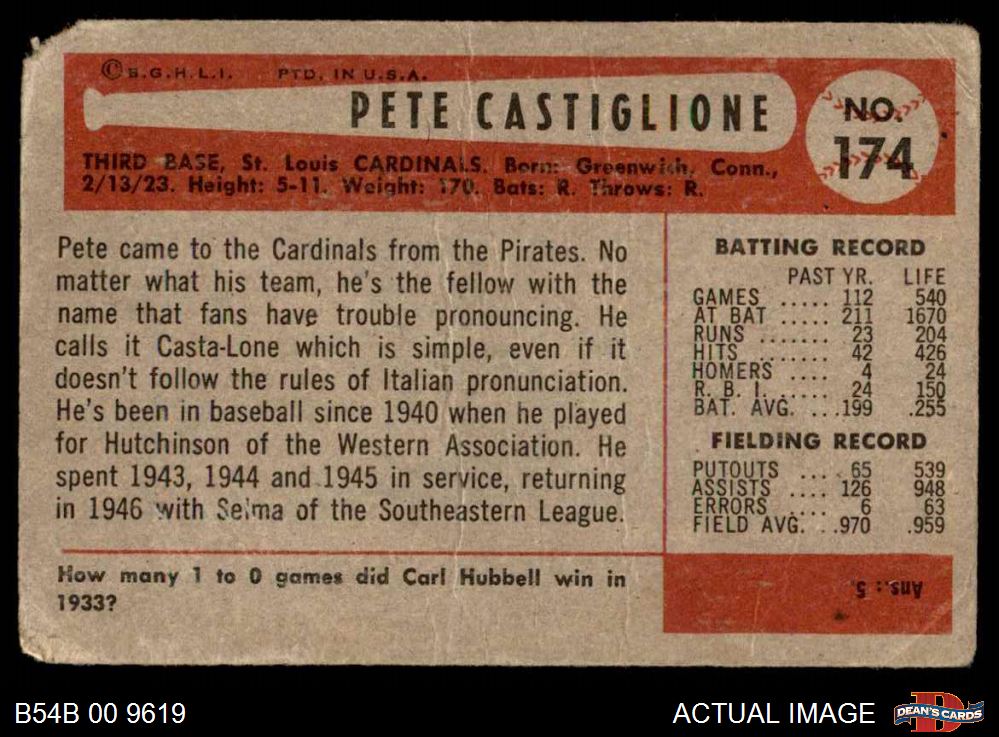 © B.G.H.L.I. PTD. IN U.S.A.
PETE CASTIGLIONE
NO.
174
THIRD BASE, St. Louis CARDINALS. Born: Greenwich, Conn.,
2/13/23. Height: 5-11. Weight: 170. Bats: R. Throws: R.
Pete came to the Cardinals from the Pirates. No
matter what his team, he's the fellow with the
name that fans have trouble pronouncing. He
calls it Casta-Lone which is simple, even if it
doesn't follow the rules of Italian pronunciation.
He's been in baseball since 1940 when he played
for Hutchinson of the Western Association. He
spent 1943, 1944 and 1945 in service, returning
in 1946 with Selma of the Southeastern League.
BATTING RECORD
PAST YR. LIFE
GAMES ..... 112 540
AT BAT ..... 211 1670
RUNS ....... 23 204
HITS ....... 42 426
HOMERS .... 4 24
R. B. I. ..... 24 150
BAT. AVG. ...199 .255
FIELDING RECORD
PUTOUTS .... 65 539
ASSISTS .... 126 948
ERRORS .... 6 63
FIELD AVG. ..970 .959
How many 1 to 0 games did Carl Hubbell win in
1933?
Ans.: 5.
B54B 00 9619
ACTUAL IMAGE
DEAN'S CARDS